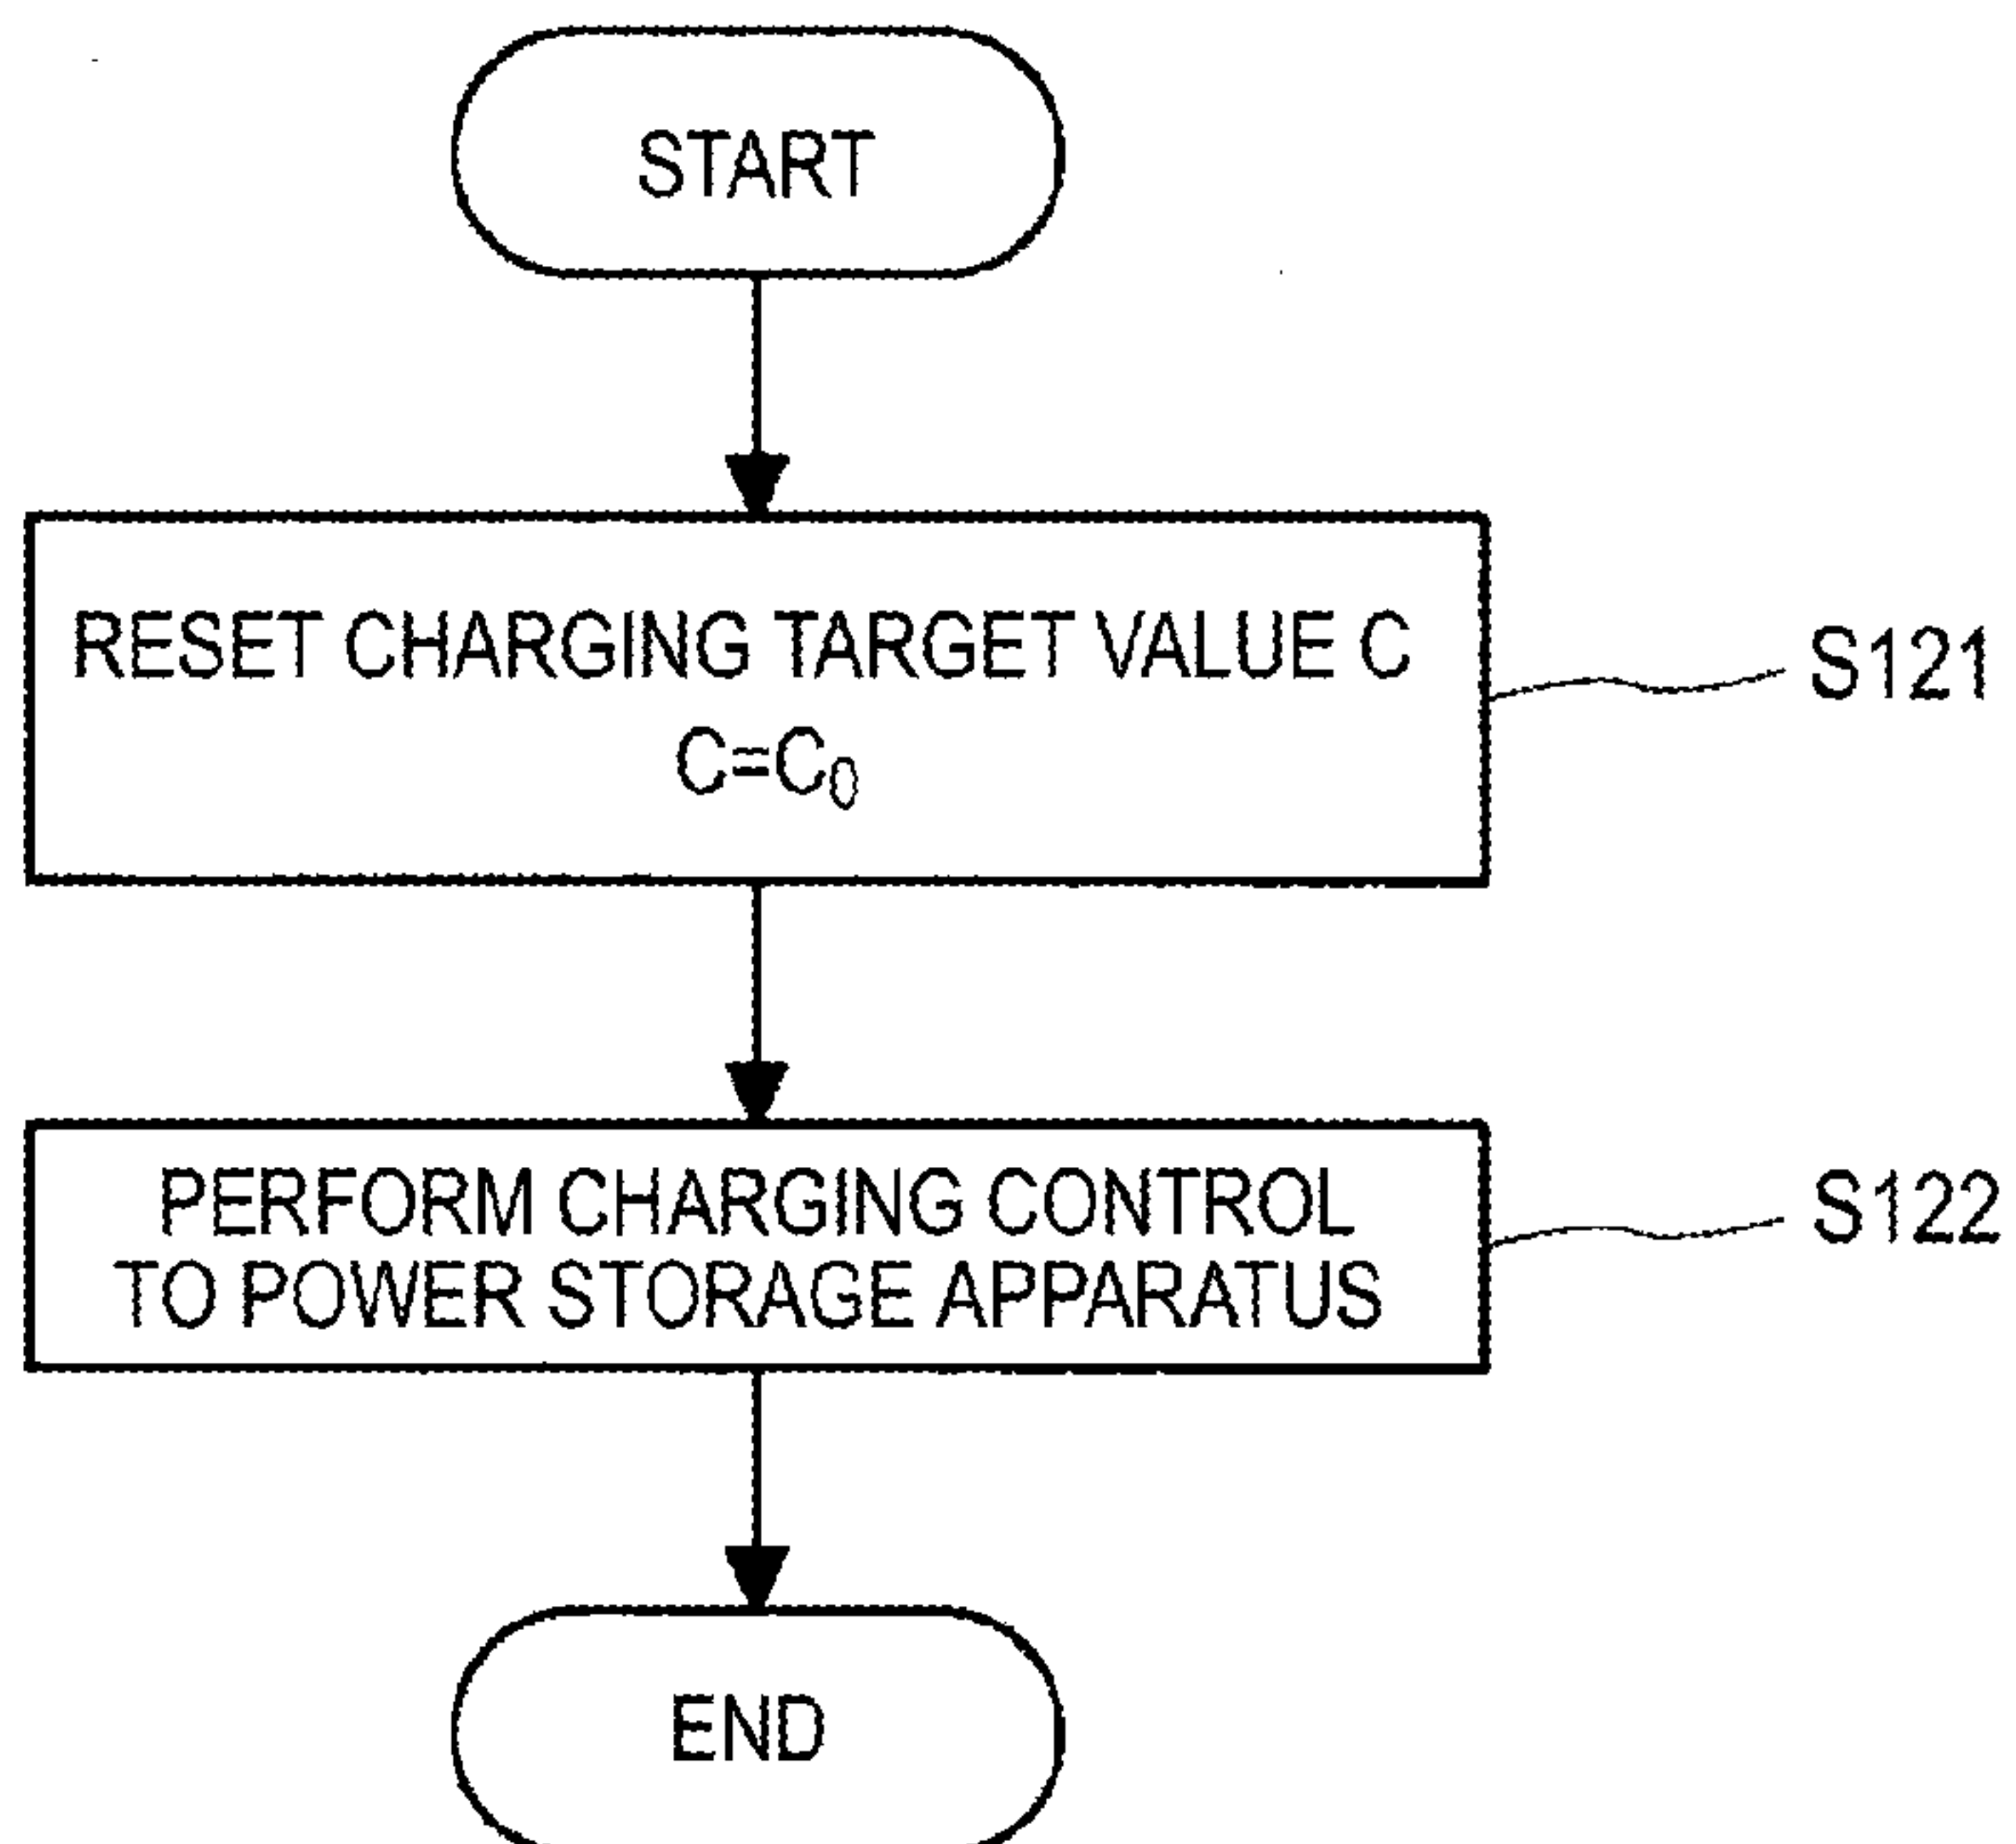 START
RESET CHARGING TARGET VALUE C
C=C₀
S121
PERFORM CHARGING CONTROL
TO POWER STORAGE APPARATUS
S122
END